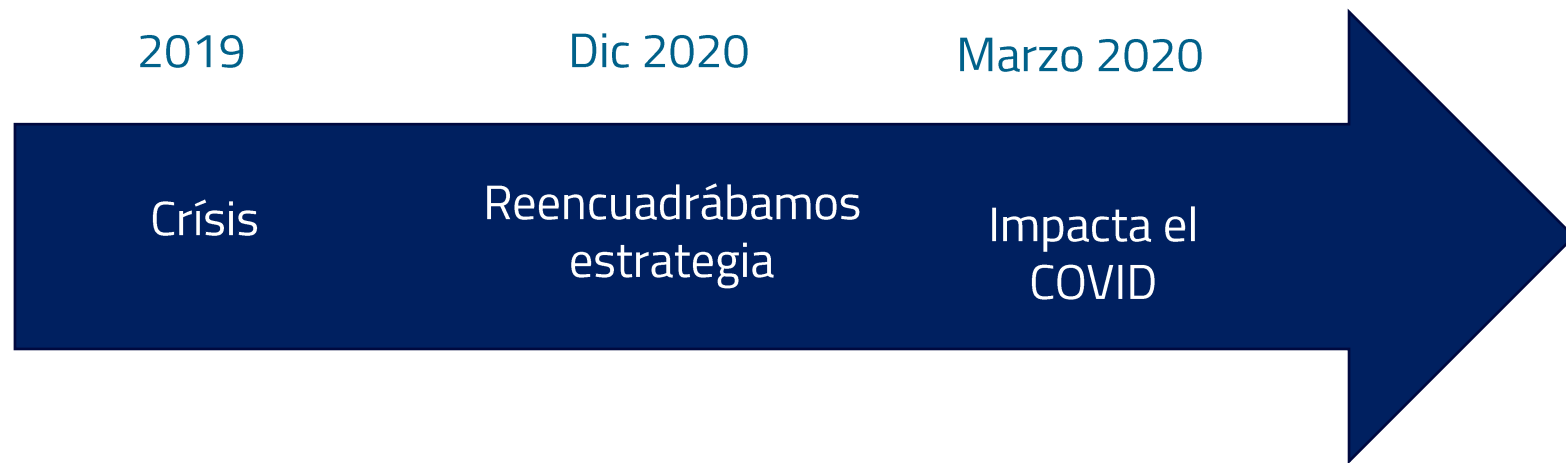 2019
Dic 2020
Marzo 2020
Crísis
Reencuadrábamos
estrategia
Impacta el
COVID